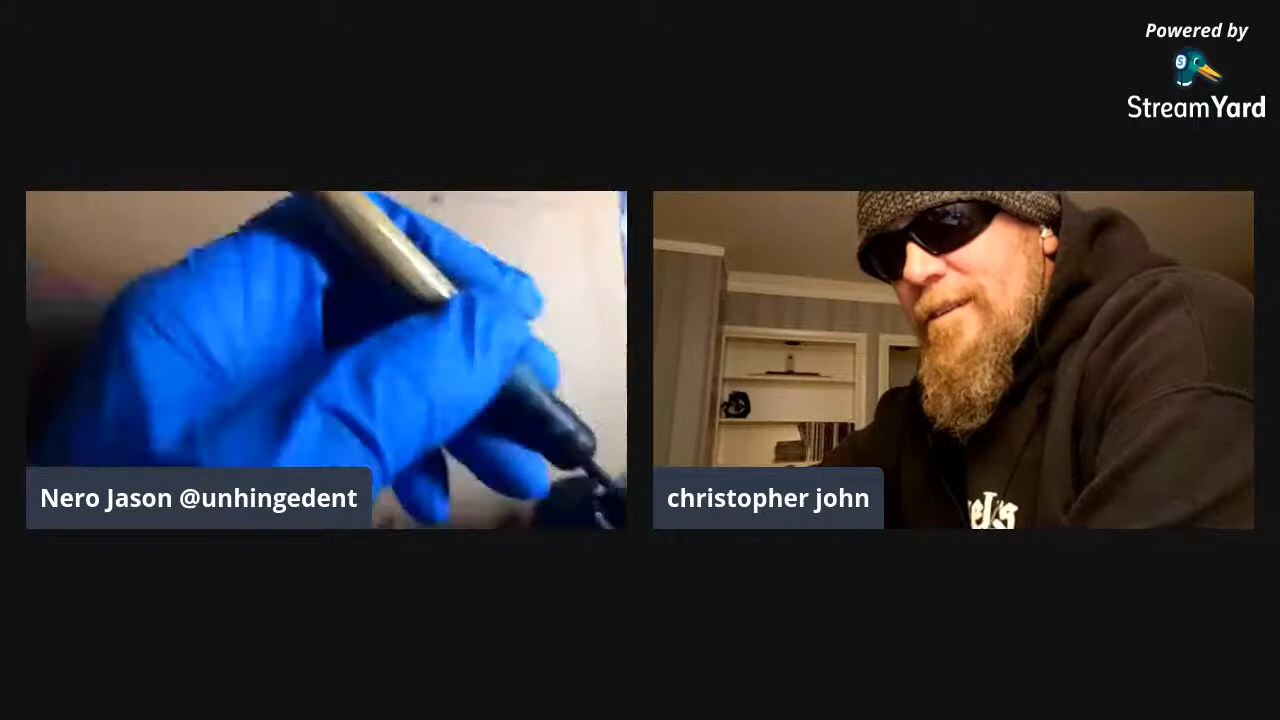 Powered by
StreamYard
Nero Jason @unhingedent
christopher john